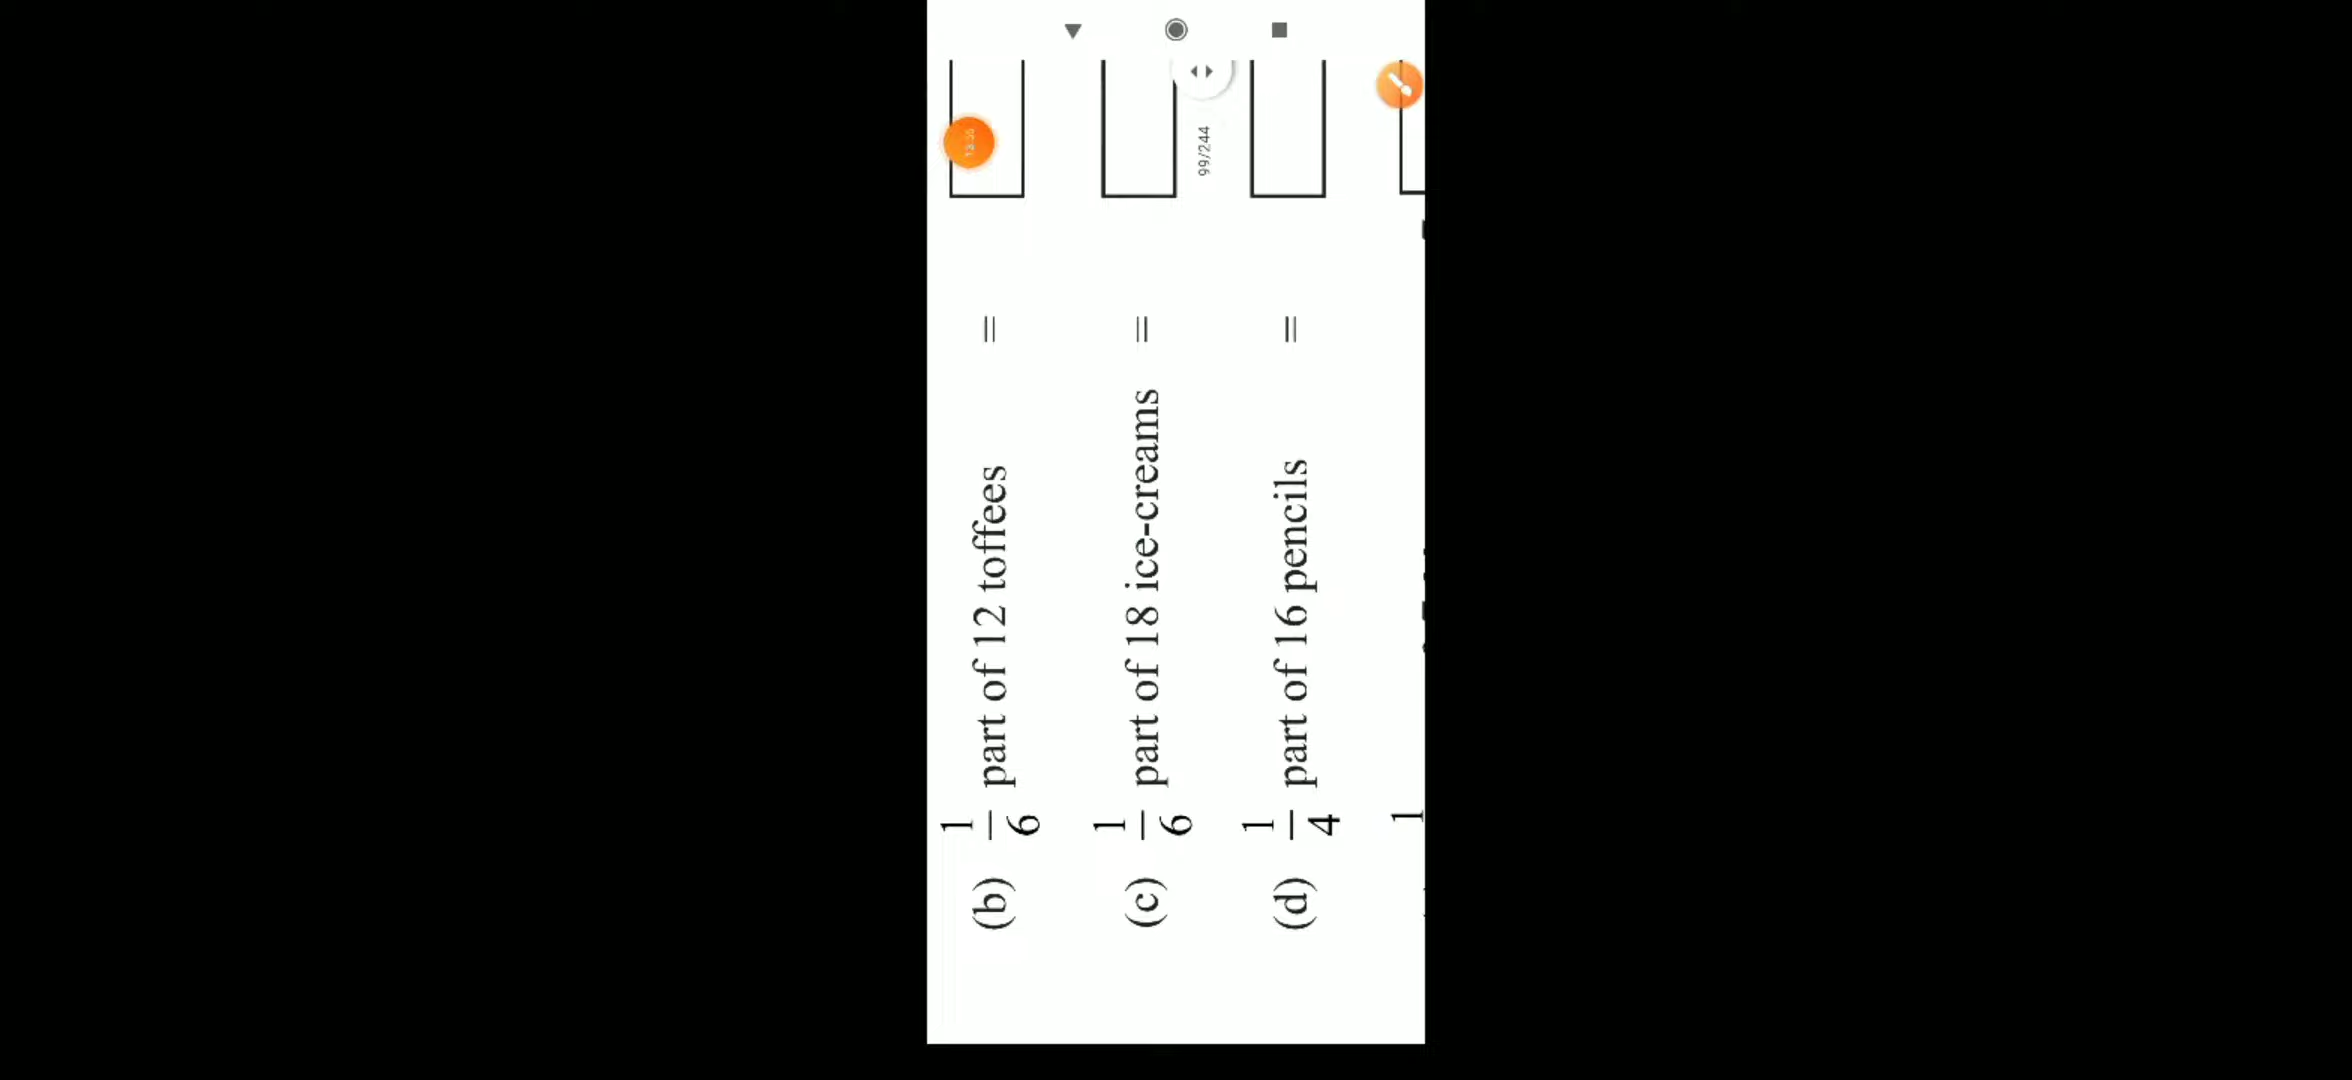 (b) 1/6 part of 12 toffees =
(c) 1/6 part of 18 ice-creams =
99/244
(d) 1/4 part of 16 pencils =
1